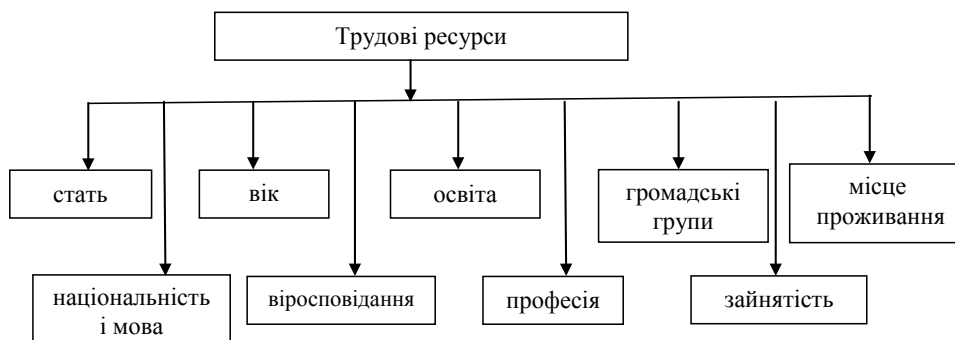 Трудові ресурси
стать
вік
освіта
громадські
групи
місце
проживання
національність
і мова
віросповідання
професія
зайнятість